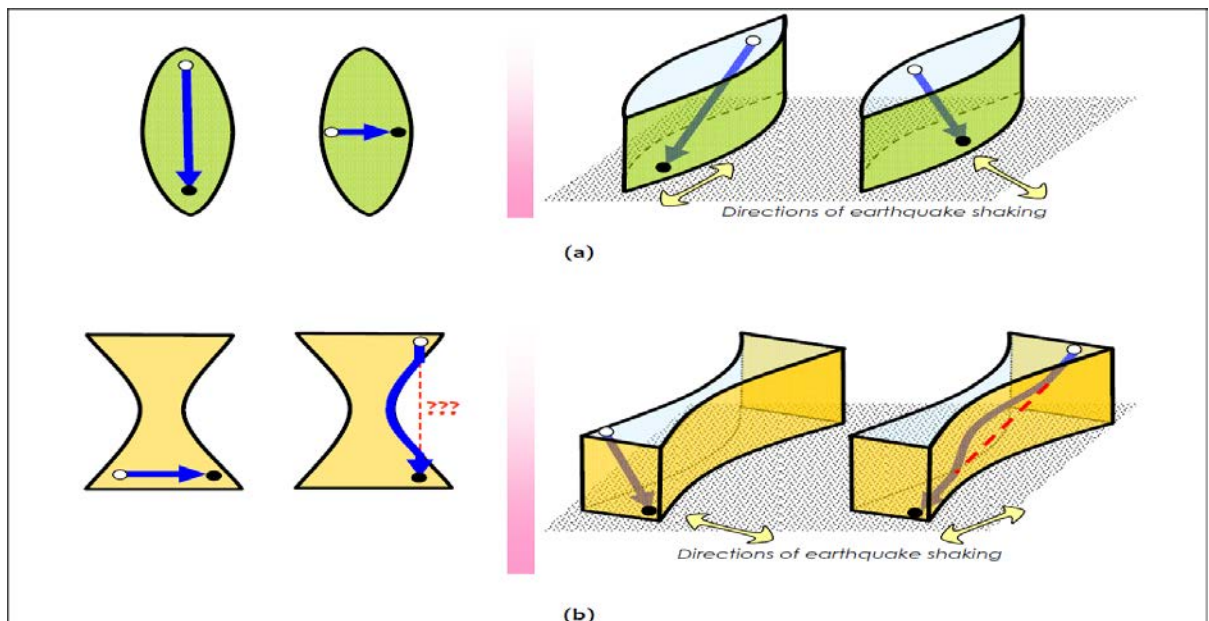 Directions of earthquake shaking
(a)
???
Directions of earthquake shaking
(b)